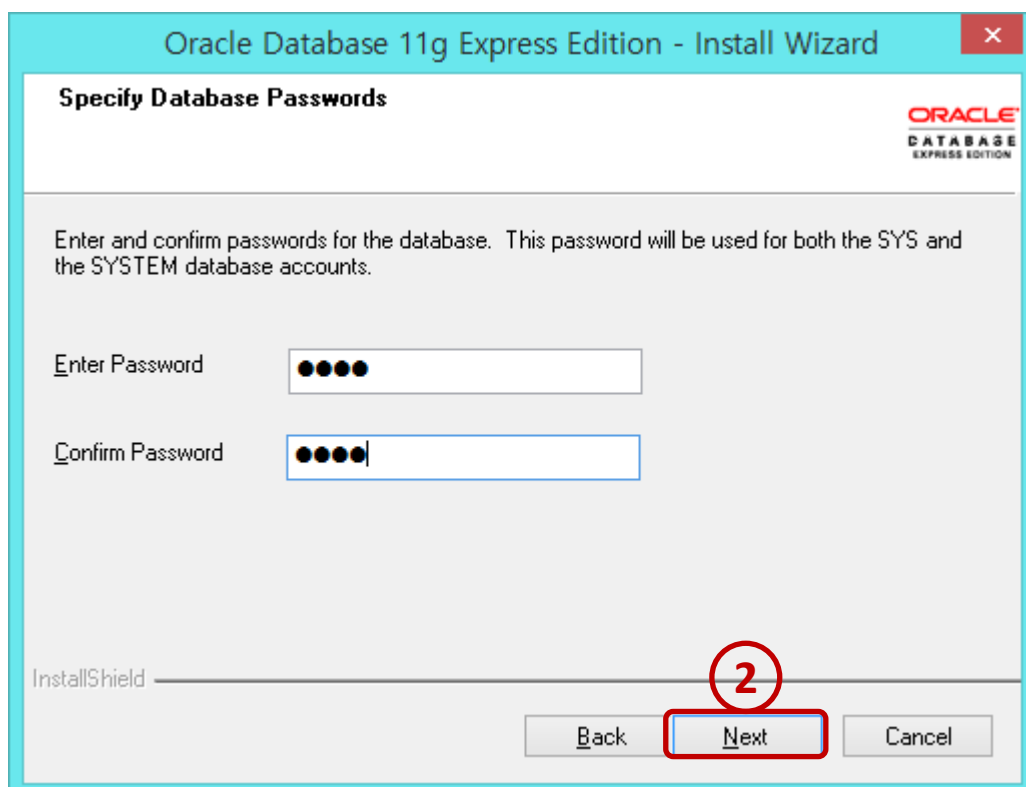 Oracle Database 11g Express Edition - Install Wizard
×
Specify Database Passwords
ORACLE
DATABASE
EXPRESS EDITION
Enter and confirm passwords for the database. This password will be used for both the SYS and
the SYSTEM database accounts.
Enter Password ●●●●
Confirm Password ●●●●
InstallShield
2
Back Next Cancel